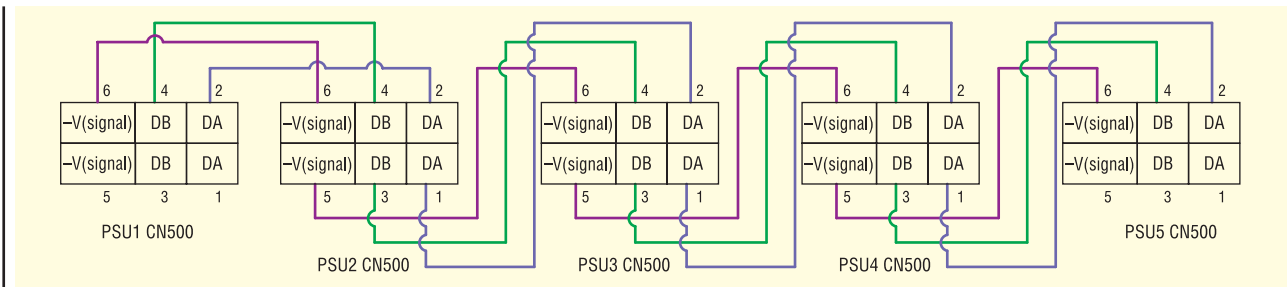 6 4 2 6 4 2 6 4 2 6 4 2 6 4 2
–V(signal) DB DA –V(signal) DB DA –V(signal) DB DA –V(signal) DB DA –V(signal) DB DA
–V(signal) DB DA –V(signal) DB DA –V(signal) DB DA –V(signal) DB DA –V(signal) DB DA
5 3 1 5 3 1 5 3 1 5 3 1 5 3 1
PSU1 CN500 PSU5 CN500
PSU2 CN500 PSU3 CN500 PSU4 CN500